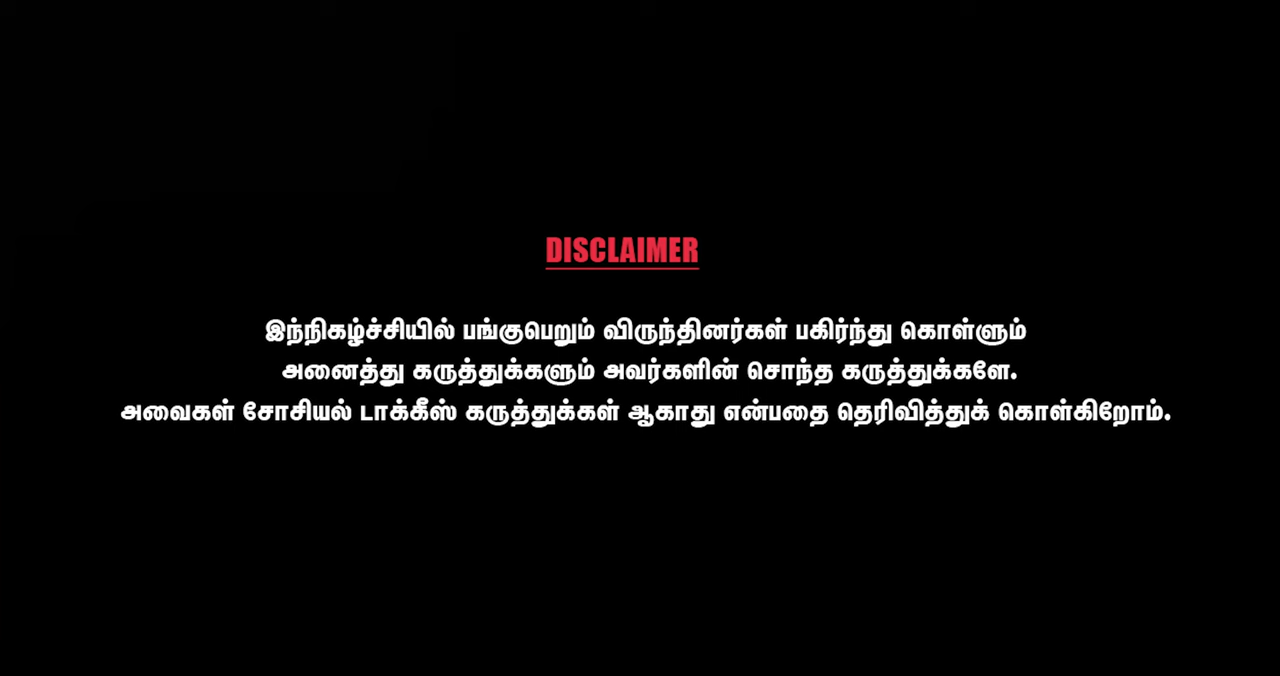 DISCLAIMER
இந்நிகழ்ச்சியில் பங்குபெறும் விருந்தினர்கள் பகிர்ந்து கொள்ளும்
அனைத்து கருத்துக்களும் அவர்களின் சொந்த கருத்துக்களே.
அவைகள் சோசியல் டாக்கீஸ் கருத்துக்கள் ஆகாது என்பதை தெரிவித்துக் கொள்கிறோம்.